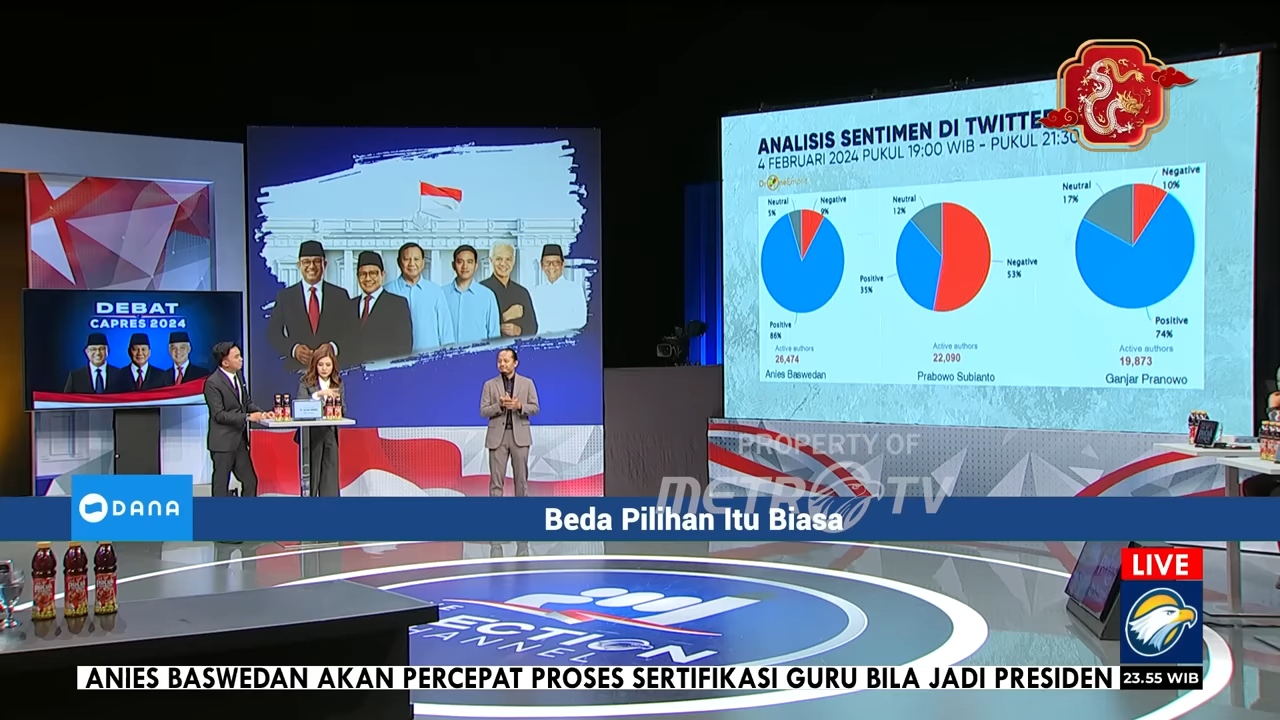 ANALISIS SENTIMEN DI TWITTER
4 FEBRUARI 2024 PUKUL 19:00 WIB - PUKUL 21:30
Neutral
5%
Negative
9%
Positive
86%
Active authors
26,474
Anies Baswedan
Neutral
12%
Negative
53%
Positive
35%
Active authors
22,090
Prabowo Subianto
Neutral
17%
Negative
10%
Positive
74%
Active authors
19,873
Ganjar Pranowo
DEBAT
CAPRES 2024
PROPERTY OF
METRO TV
DANA
Beda Pilihan Itu Biasa
LIVE
ANIES BASWEDAN AKAN PERCEPAT PROSES SERTIFIKASI GURU BILA JADI PRESIDEN
23.55 WIB